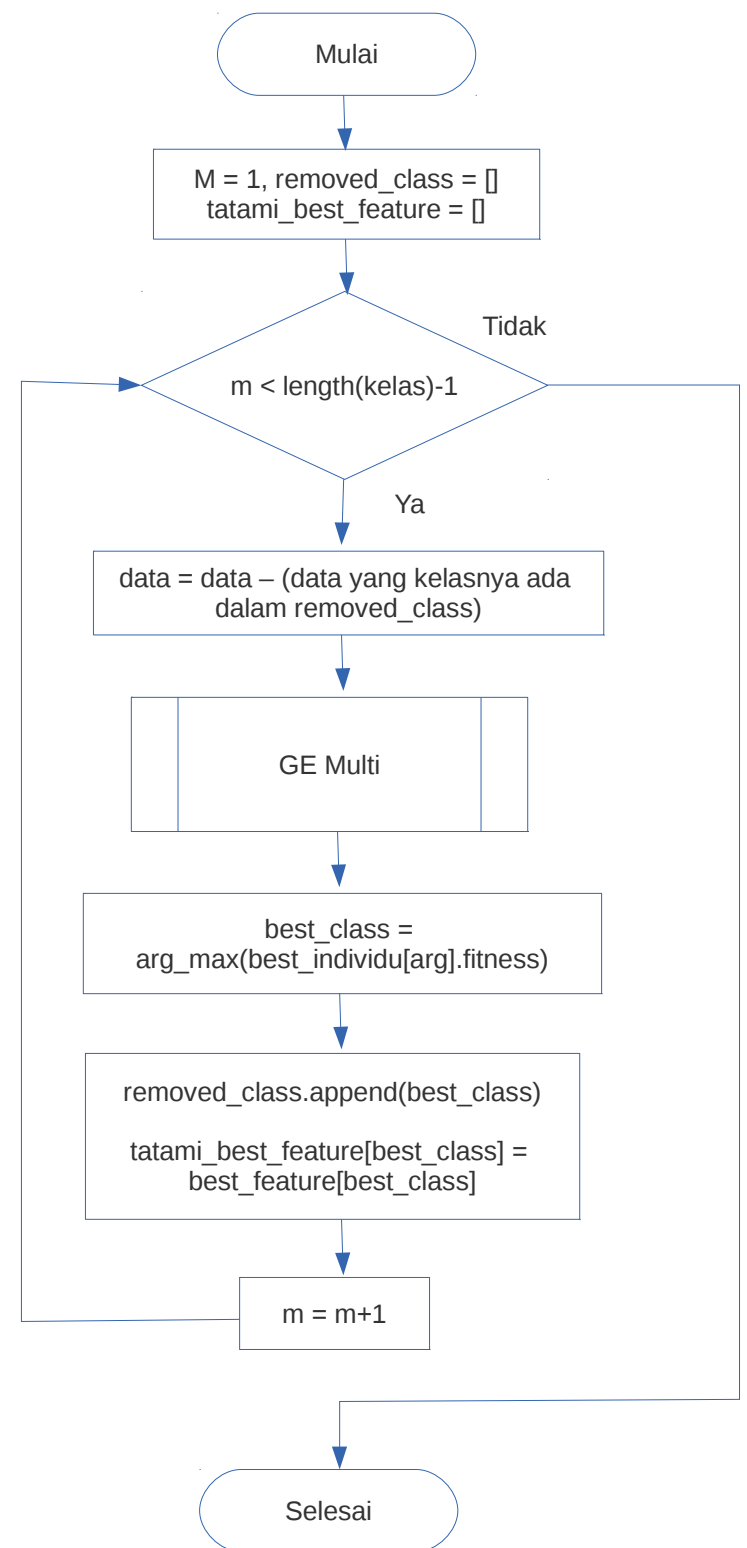 Mulai
M = 1, removed_class = []
tatami_best_feature = []
Tidak
m < length(kelas)-1
Ya
data = data – (data yang kelasnya ada
dalam removed_class)
GE Multi
best_class =
arg_max(best_individu[arg].fitness)
removed_class.append(best_class)
tatami_best_feature[best_class] =
best_feature[best_class]
m = m+1
Selesai